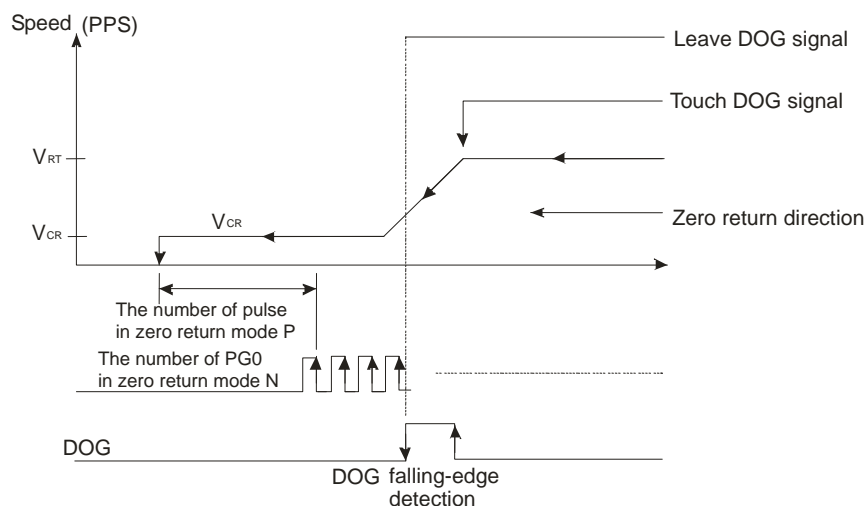 Speed (PPS)
Leave DOG signal
Touch DOG signal
VRT
VCR
VCR
Zero return direction
The number of pulse
in zero return mode P
The number of PG0
in zero return mode N
DOG
DOG falling-edge
detection